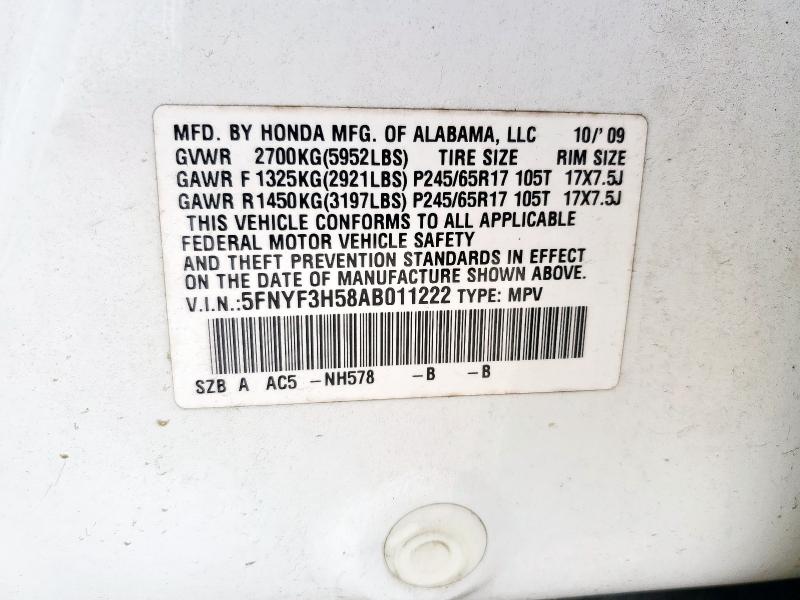 MFD. BY HONDA MFG. OF ALABAMA, LLC 10/'09
GVWR 2700KG(5952LBS) TIRE SIZE RIM SIZE
GAWR F 1325KG(2921LBS) P245/65R17 105T 17X7.5J
GAWR R1450KG(3197LBS) P245/65R17 105T 17X7.5J
THIS VEHICLE CONFORMS TO ALL APPLICABLE
FEDERAL MOTOR VEHICLE SAFETY
AND THEFT PREVENTION STANDARDS IN EFFECT
ON THE DATE OF MANUFACTURE SHOWN ABOVE.
V.I.N.:5FNYF3H58AB011222 TYPE: MPV
SZB A AC5 -NH578 -B -B